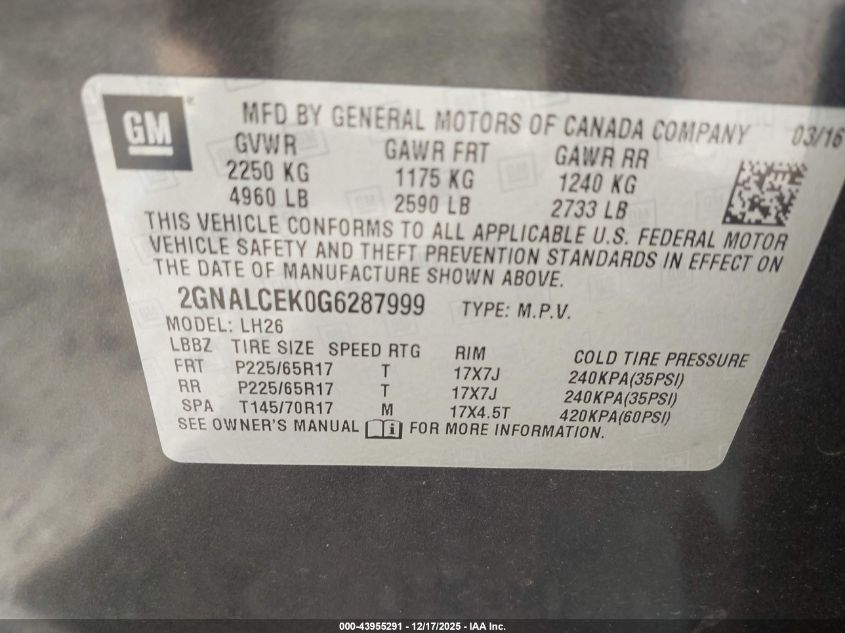 GM
MFD BY GENERAL MOTORS OF CANADA COMPANY 03/16
GVWR GAWR FRT GAWR RR
2250 KG 1175 KG 1240 KG
4960 LB 2590 LB 2733 LB
THIS VEHICLE CONFORMS TO ALL APPLICABLE U.S. FEDERAL MOTOR
VEHICLE SAFETY AND THEFT PREVENTION STANDARDS IN EFFECT ON
THE DATE OF MANUFACTURE SHOWN ABOVE.
2GNALCEK0G6287999 TYPE: M.P.V.
MODEL: LH26
LBBZ TIRE SIZE SPEED RTG RIM COLD TIRE PRESSURE
FRT P225/65R17 T 17X7J 240KPA(35PSI)
RR P225/65R17 T 17X7J 240KPA(35PSI)
SPA T145/70R17 M 17X4.5T 420KPA(60PSI)
SEE OWNER'S MANUAL FOR MORE INFORMATION.
000-43955291 - 12/17/2025 - IAA Inc.